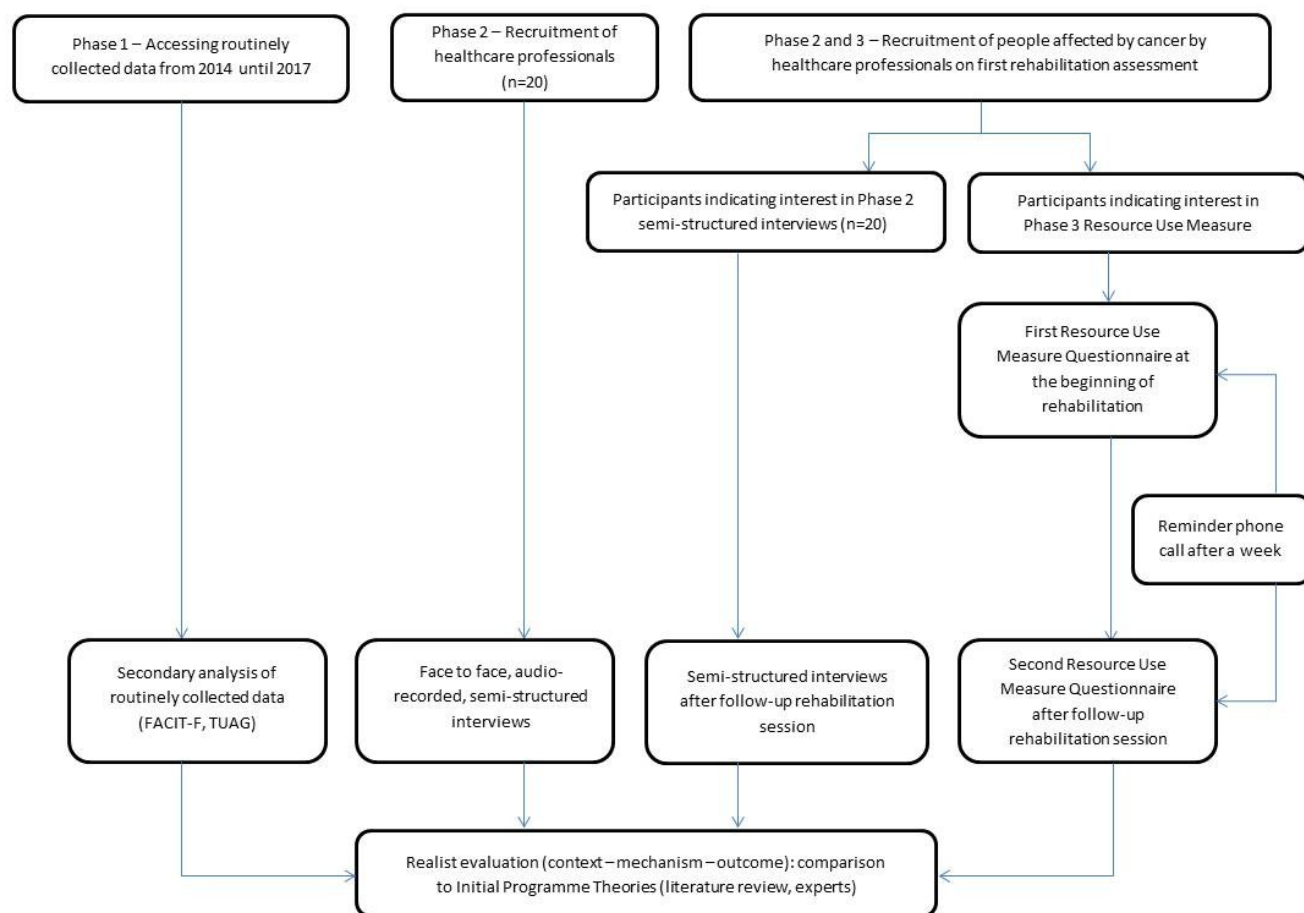 Phase 1 – Accessing routinely
collected data from 2014 until 2017
Phase 2 – Recruitment of
healthcare professionals
(n=20)
Phase 2 and 3 – Recruitment of people affected by cancer by
healthcare professionals on first rehabilitation assessment
Participants indicating interest in Phase 2
semi-structured interviews (n=20)
Participants indicating interest in
Phase 3 Resource Use Measure
First Resource Use
Measure Questionnaire at
the beginning of
rehabilitation
Reminder phone
call after a week
Secondary analysis of
routinely collected data
(FACIT-F, TUAG)
Face to face, audio-
recorded, semi-structured
interviews
Semi-structured interviews
after follow-up rehabilitation
session
Second Resource Use
Measure Questionnaire
after follow-up
rehabilitation session
Realist evaluation (context – mechanism – outcome): comparison
to Initial Programme Theories (literature review, experts)